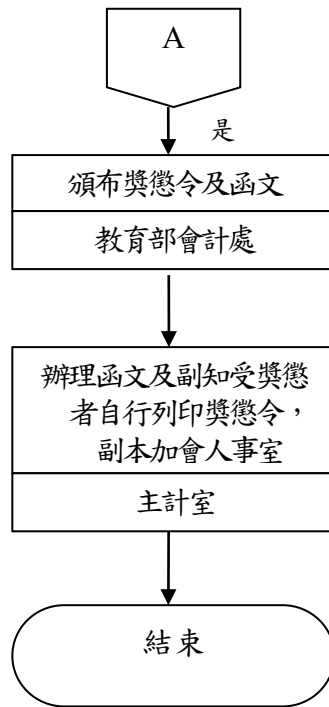 A
是
頒布獎懲令及函文
教育部會計處
辦理函文及副知受獎懲
者自行列印獎懲令，
副本加會人事室
主計室
結束